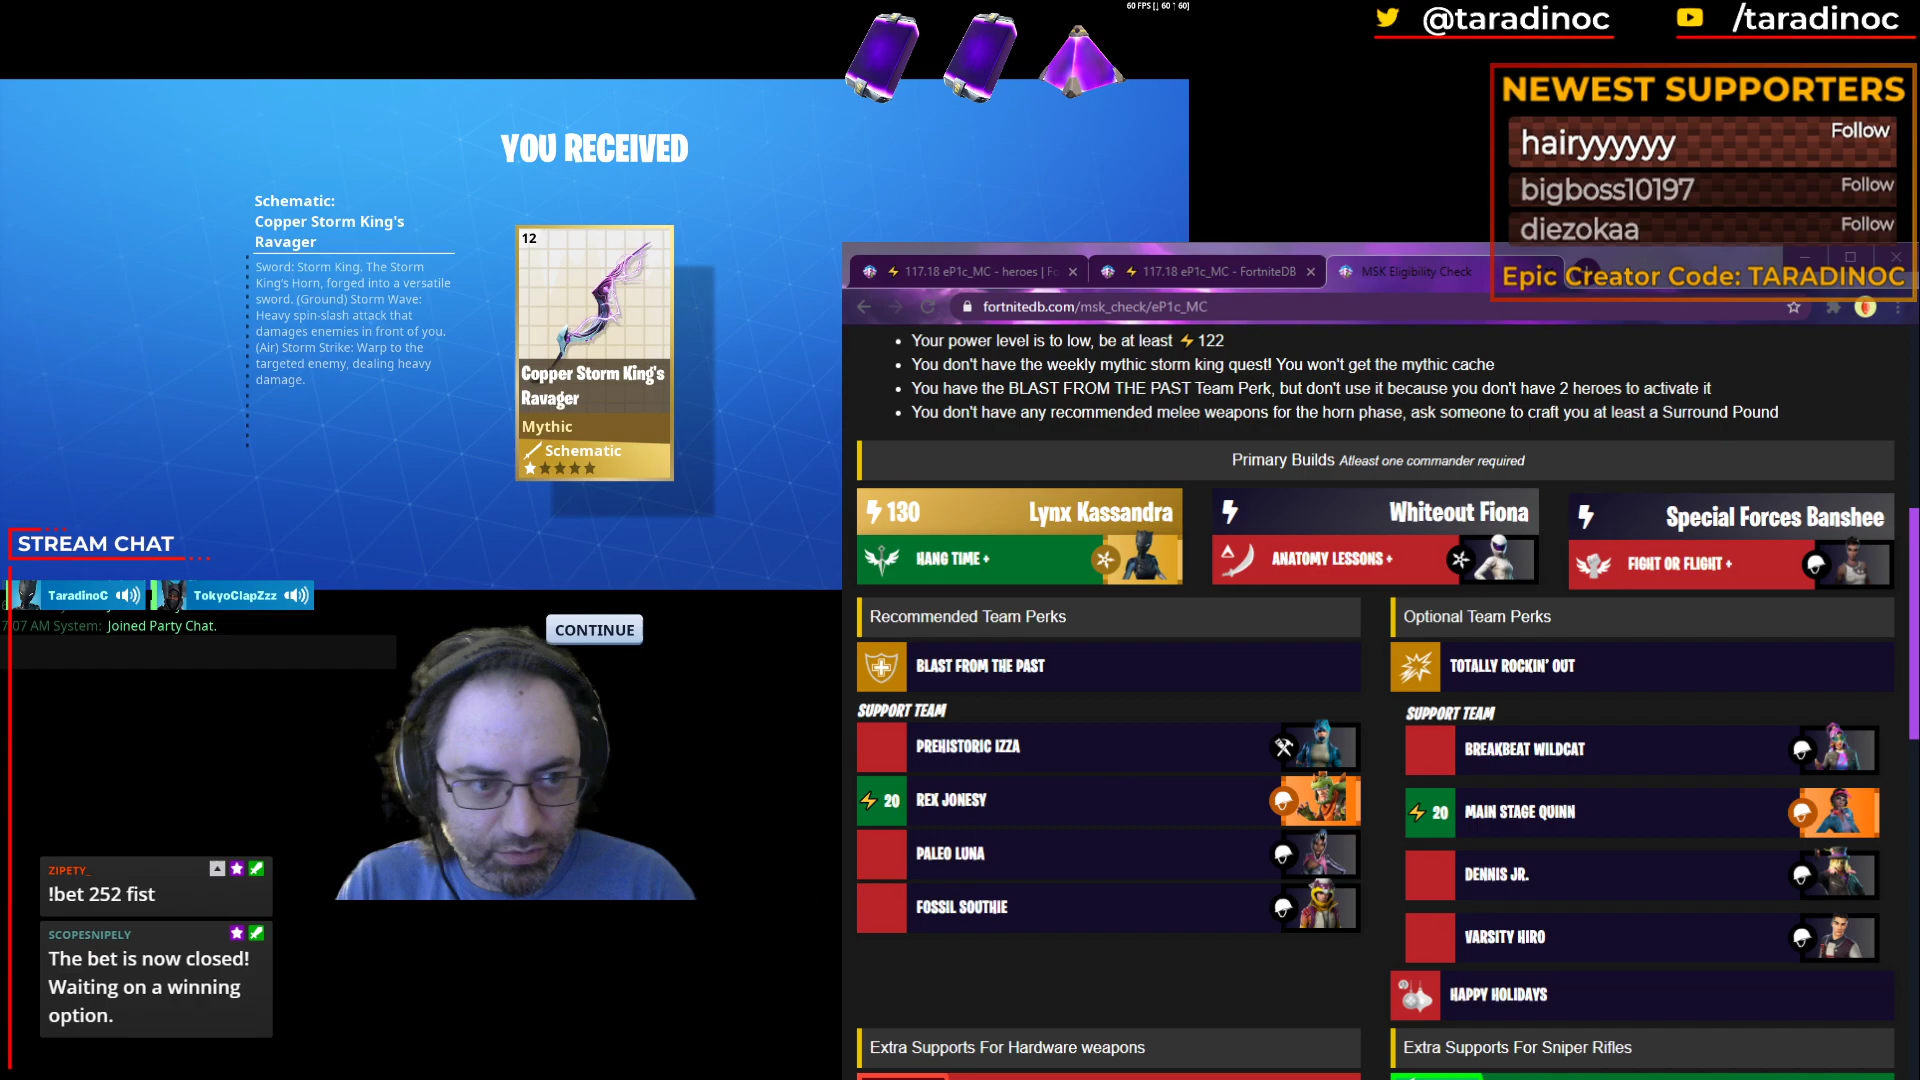 60 FPS [¦ 60 ↑ 60]
@taradinoc
/taradinoc
NEWEST SUPPORTERS
hairyyyyyy Follow
bigboss10197 Follow
diezokaa Follow
Epic Creator Code: TARADINOC
YOU RECEIVED
Schematic:
Copper Storm King's
Ravager
Sword: Storm King. The Storm
King's Horn, forged into a versatile
sword. (Ground) Storm Wave:
Heavy spin-slash attack that
damages enemies in front of you.
(Air) Storm Strike: Warp to the
targeted enemy, dealing heavy
damage.
12
Copper Storm King's
Ravager
Mythic
Schematic
CONTINUE
STREAM CHAT
TaradinoC
TokyoClapZzz
7:07 AM System: Joined Party Chat.
ZIPETY_
!bet 252 fist
SCOPESNIPELY
The bet is now closed!
Waiting on a winning
option.
117.18 eP1c_MC - heroes | Fo
117.18 eP1c_MC - FortniteDB
MSK Eligibility Check
fortnitedb.com/msk_check/eP1c_MC
• Your power level is to low, be at least 122
• You don't have the weekly mythic storm king quest! You won't get the mythic cache
• You have the BLAST FROM THE PAST Team Perk, but don't use it because you don't have 2 heroes to activate it
• You don't have any recommended melee weapons for the horn phase, ask someone to craft you at least a Surround Pound
Primary Builds Atleast one commander required
130 Lynx Kassandra
HANG TIME +
Whiteout Fiona
ANATOMY LESSONS +
Special Forces Banshee
FIGHT OR FLIGHT +
Recommended Team Perks
BLAST FROM THE PAST
SUPPORT TEAM
PREHISTORIC IZZA
20 REX JONESY
PALEO LUNA
FOSSIL SOUTHIE
Optional Team Perks
TOTALLY ROCKIN' OUT
SUPPORT TEAM
BREAKBEAT WILDCAT
20 MAIN STAGE QUINN
DENNIS JR.
VARSITY HIRO
HAPPY HOLIDAYS
Extra Supports For Hardware weapons
Extra Supports For Sniper Rifles